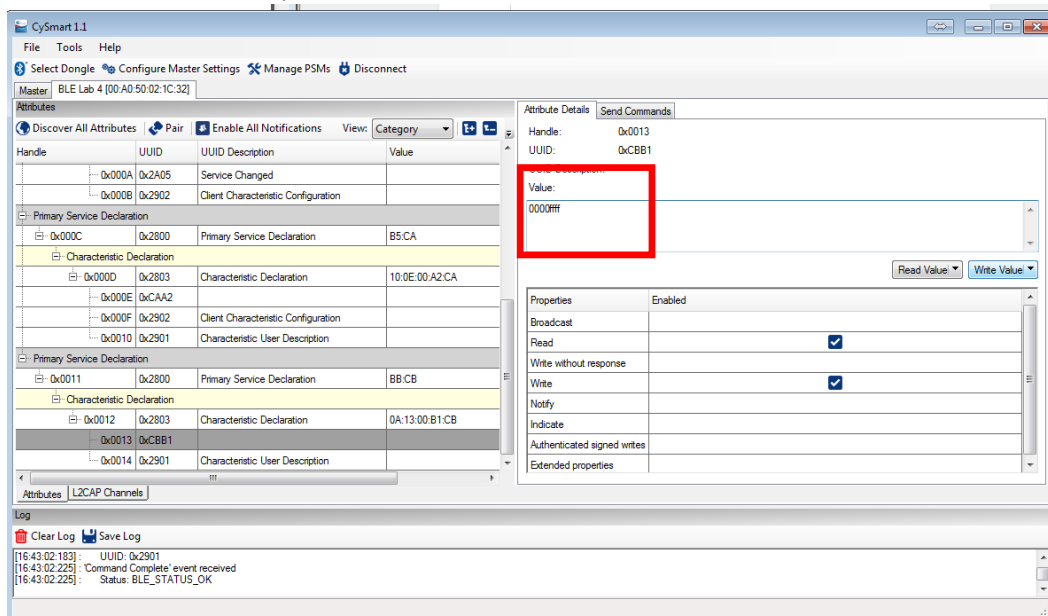 CySmart 1.1
File Tools Help
Select Dongle Configure Master Settings Manage PSMs Disconnect
Master BLE Lab 4 [00:A0:50:02:1C:32]
Attributes
Discover All Attributes Pair Enable All Notifications View: Category
Handle UUID UUID Description Value
0x000A 0x2A05 Service Changed
0x000B 0x2902 Client Characteristic Configuration
Primary Service Declaration
0x000C 0x2800 Primary Service Declaration B5:CA
Characteristic Declaration
0x000D 0x2803 Characteristic Declaration 10:0E:00:A2:CA
0x000E 0xCAA2
0x000F 0x2902 Client Characteristic Configuration
0x0010 0x2901 Characteristic User Description
Primary Service Declaration
0x0011 0x2800 Primary Service Declaration BB:CB
Characteristic Declaration
0x0012 0x2803 Characteristic Declaration 0A:13:00:B1:CB
0x0013 0xCBB1
0x0014 0x2901 Characteristic User Description
Attributes L2CAP Channels
Attribute Details Send Commands
Handle: 0x0013
UUID: 0xCBB1
UUID Description:
Value:
0000ffff
Read Value Write Value
Properties Enabled
Broadcast
Read
Write without response
Write
Notify
Indicate
Authenticated signed writes
Extended properties
Log
Clear Log Save Log
[16:43:02:183] : UUID: 0x2901
[16:43:02:225] : 'Command Complete' event received
[16:43:02:225] : Status: BLE_STATUS_OK